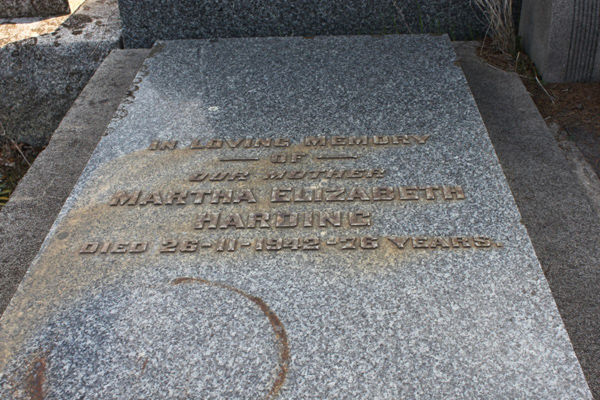 IN LOVING MEMORY
— OF —
OUR MOTHER
MARTHA ELIZABETH
HARDING
DIED 26-11-1942-76 YEARS.